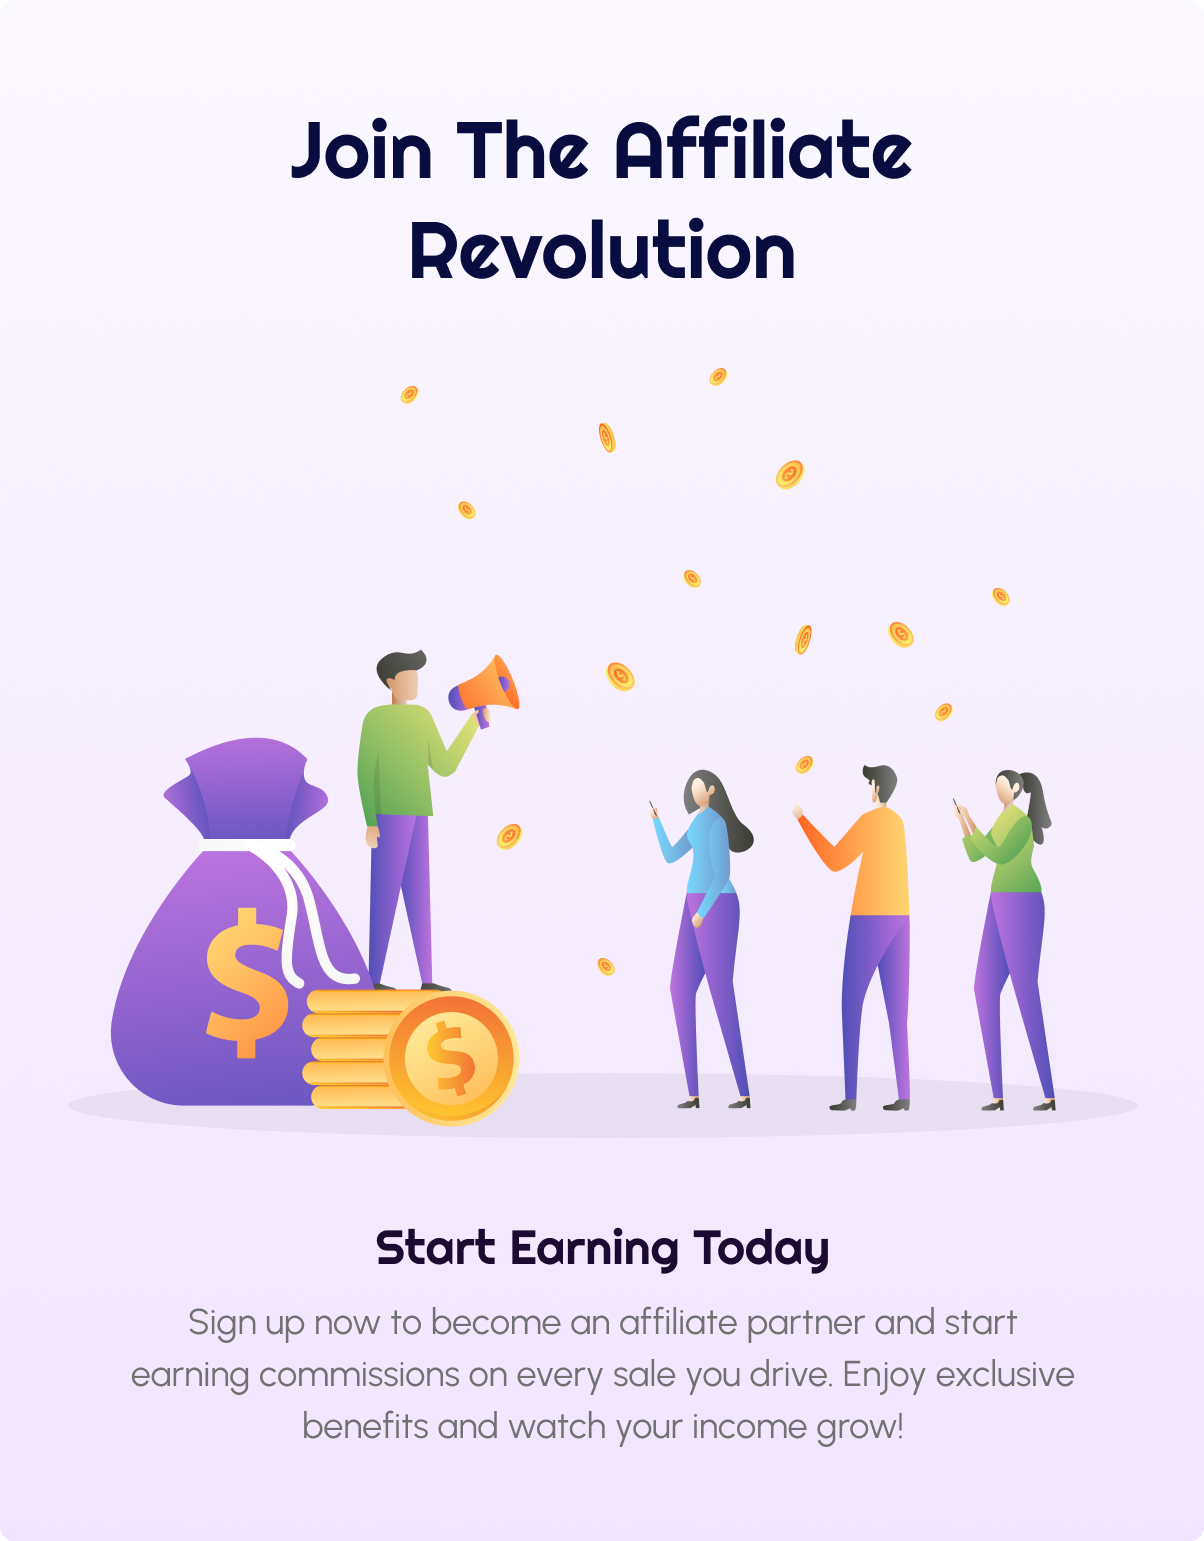 Join The Affiliate
Revolution
$
$
Start Earning Today
Sign up now to become an affiliate partner and start
earning commissions on every sale you drive. Enjoy exclusive
benefits and watch your income grow!